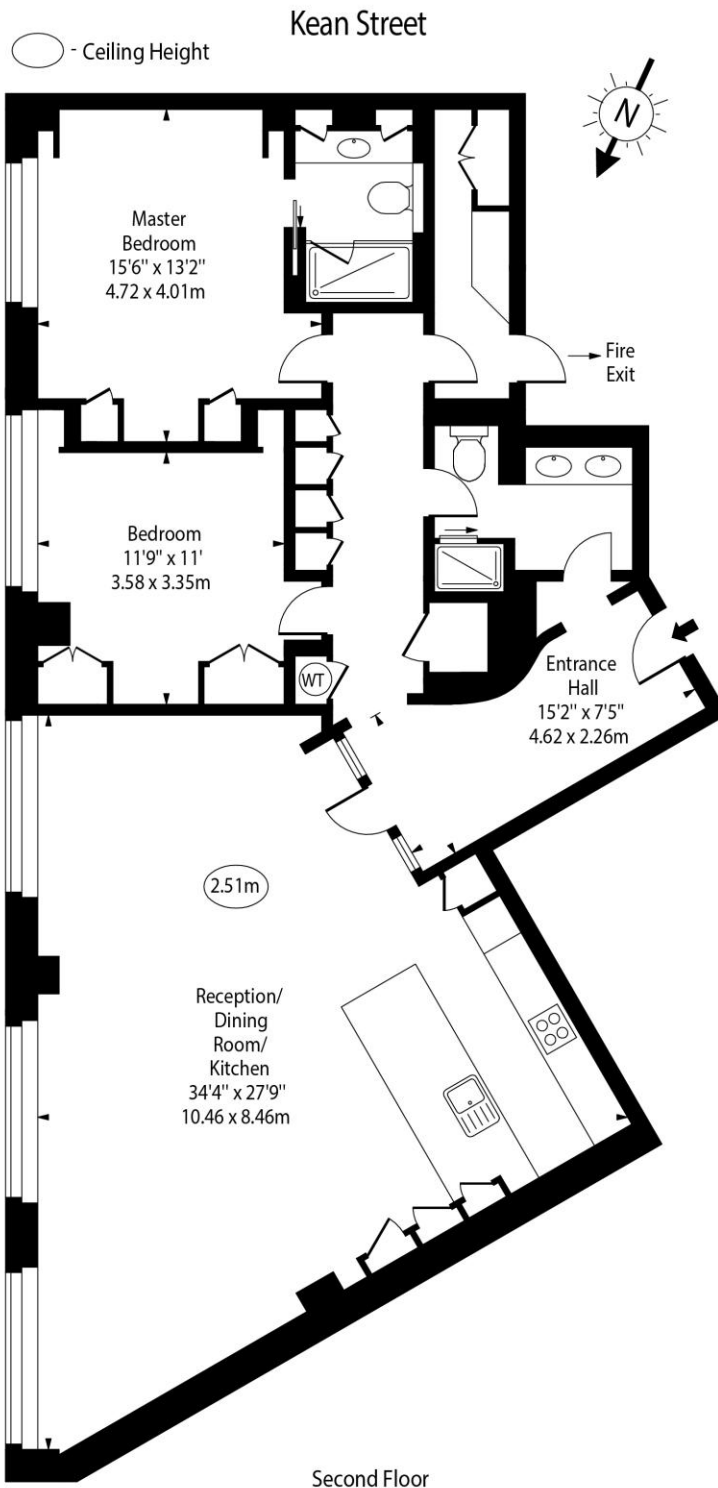 Kean Street
- Ceiling Height
N
Master
Bedroom
15'6" x 13'2"
4.72 x 4.01m
Fire
Exit
Bedroom
11'9" x 11'
3.58 x 3.35m
WT
Entrance
Hall
15'2" x 7'5"
4.62 x 2.26m
2.51m
Reception/
Dining
Room/
Kitchen
34'4" x 27'9"
10.46 x 8.46m
Second Floor